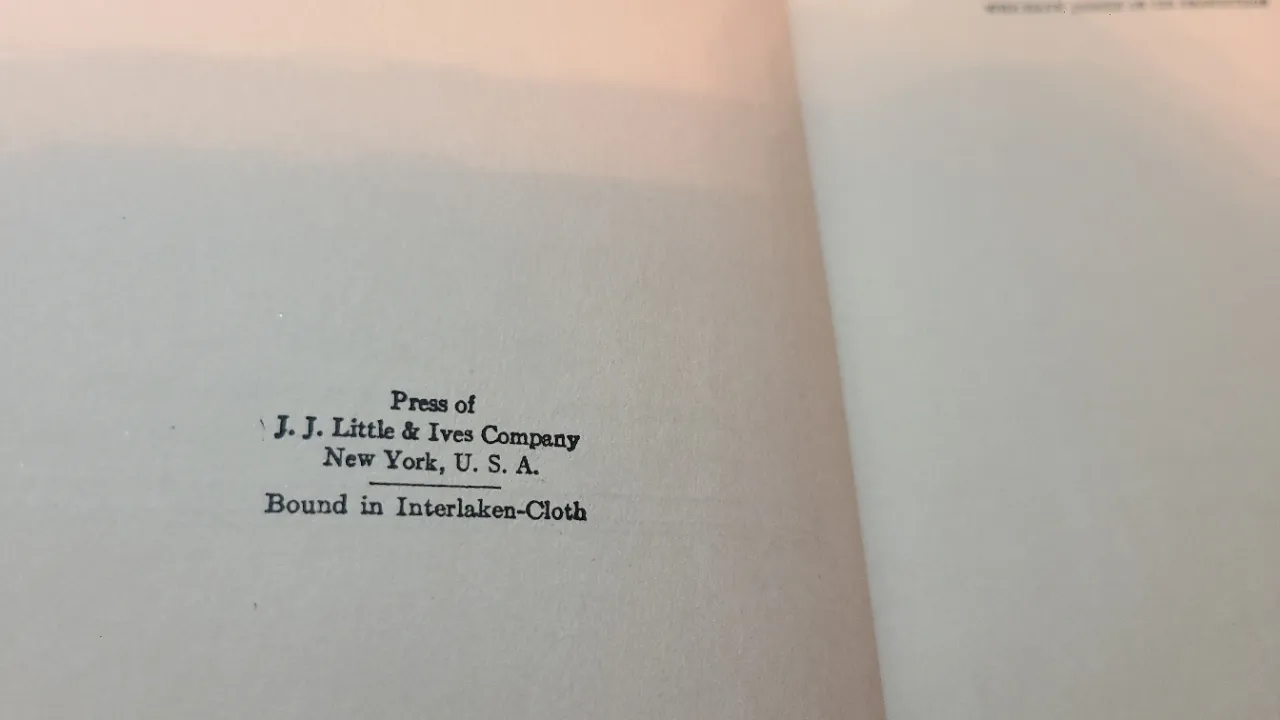 Press of
J. J. Little & Ives Company
New York, U. S. A.
Bound in Interlaken-Cloth